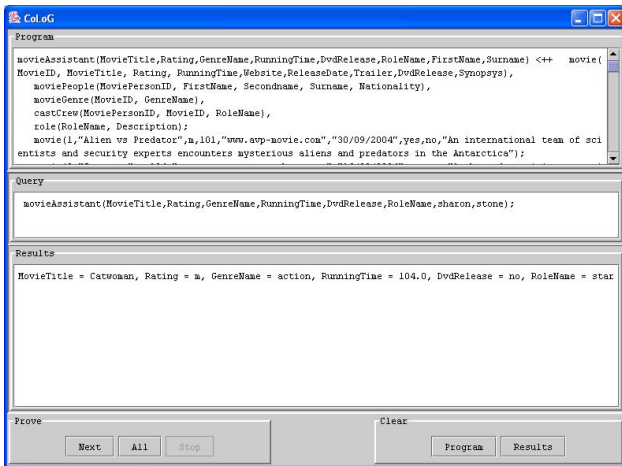 CoLoG
Program
movieAssistant(MovieTitle,Rating,GenreName,RunningTime,DvdRelease,RoleName,FirstName,Surname) <++ movie(
MovieID, MovieTitle, Rating, RunningTime,Website,ReleaseDate,Trailer,DvdRelease,Synopsys),
moviePeople(MoviePersonID, FirstName, Secondname, Surname, Nationality),
movieGenre(MovieID, GenreName),
castCrew(MoviePersonID, MovieID, RoleName),
role(RoleName, Description);
movie(1,"Alien vs Predator",m,101,"www.avp-movie.com","30/09/2004",yes,no,"An international team of sci
entists and security experts encounters mysterious aliens and predators in the Antarctica");
Query
movieAssistant(MovieTitle,Rating,GenreName,RunningTime,DvdRelease,RoleName,sharon,stone);
Results
MovieTitle = Catwoman, Rating = m, GenreName = action, RunningTime = 104.0, DvdRelease = no, RoleName = star
Prove
Clear
Next All Stop
Program Results